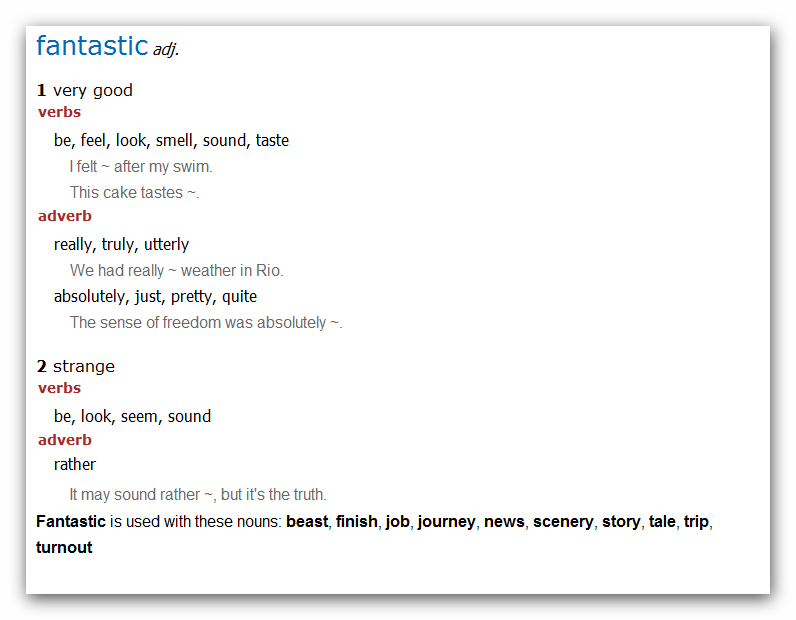 fantastic adj.
1 very good
verbs
be, feel, look, smell, sound, taste
I felt ~ after my swim.
This cake tastes ~.
adverb
really, truly, utterly
We had really ~ weather in Rio.
absolutely, just, pretty, quite
The sense of freedom was absolutely ~.
2 strange
verbs
be, look, seem, sound
adverb
rather
It may sound rather ~, but it's the truth.
Fantastic is used with these nouns: beast, finish, job, journey, news, scenery, story, tale, trip,
turnout